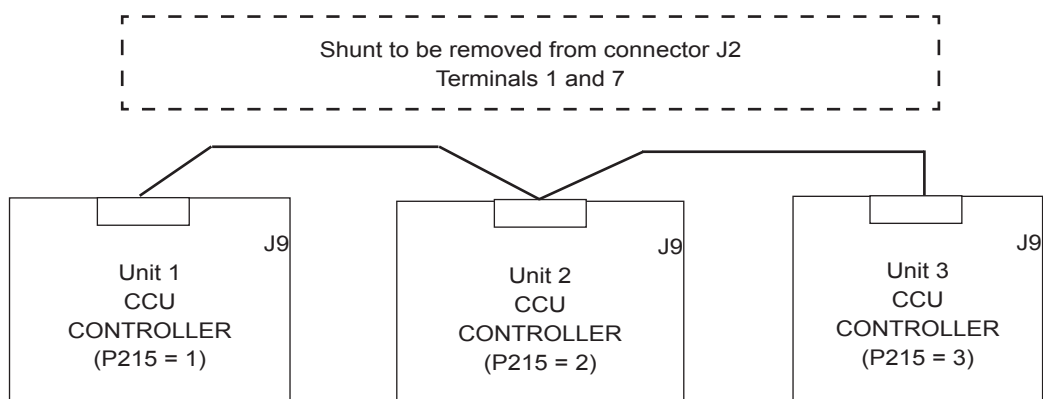 Shunt to be removed from connector J2
Terminals 1 and 7
J9
Unit 1
CCU
CONTROLLER
(P215 = 1)
J9
Unit 2
CCU
CONTROLLER
(P215 = 2)
J9
Unit 3
CCU
CONTROLLER
(P215 = 3)